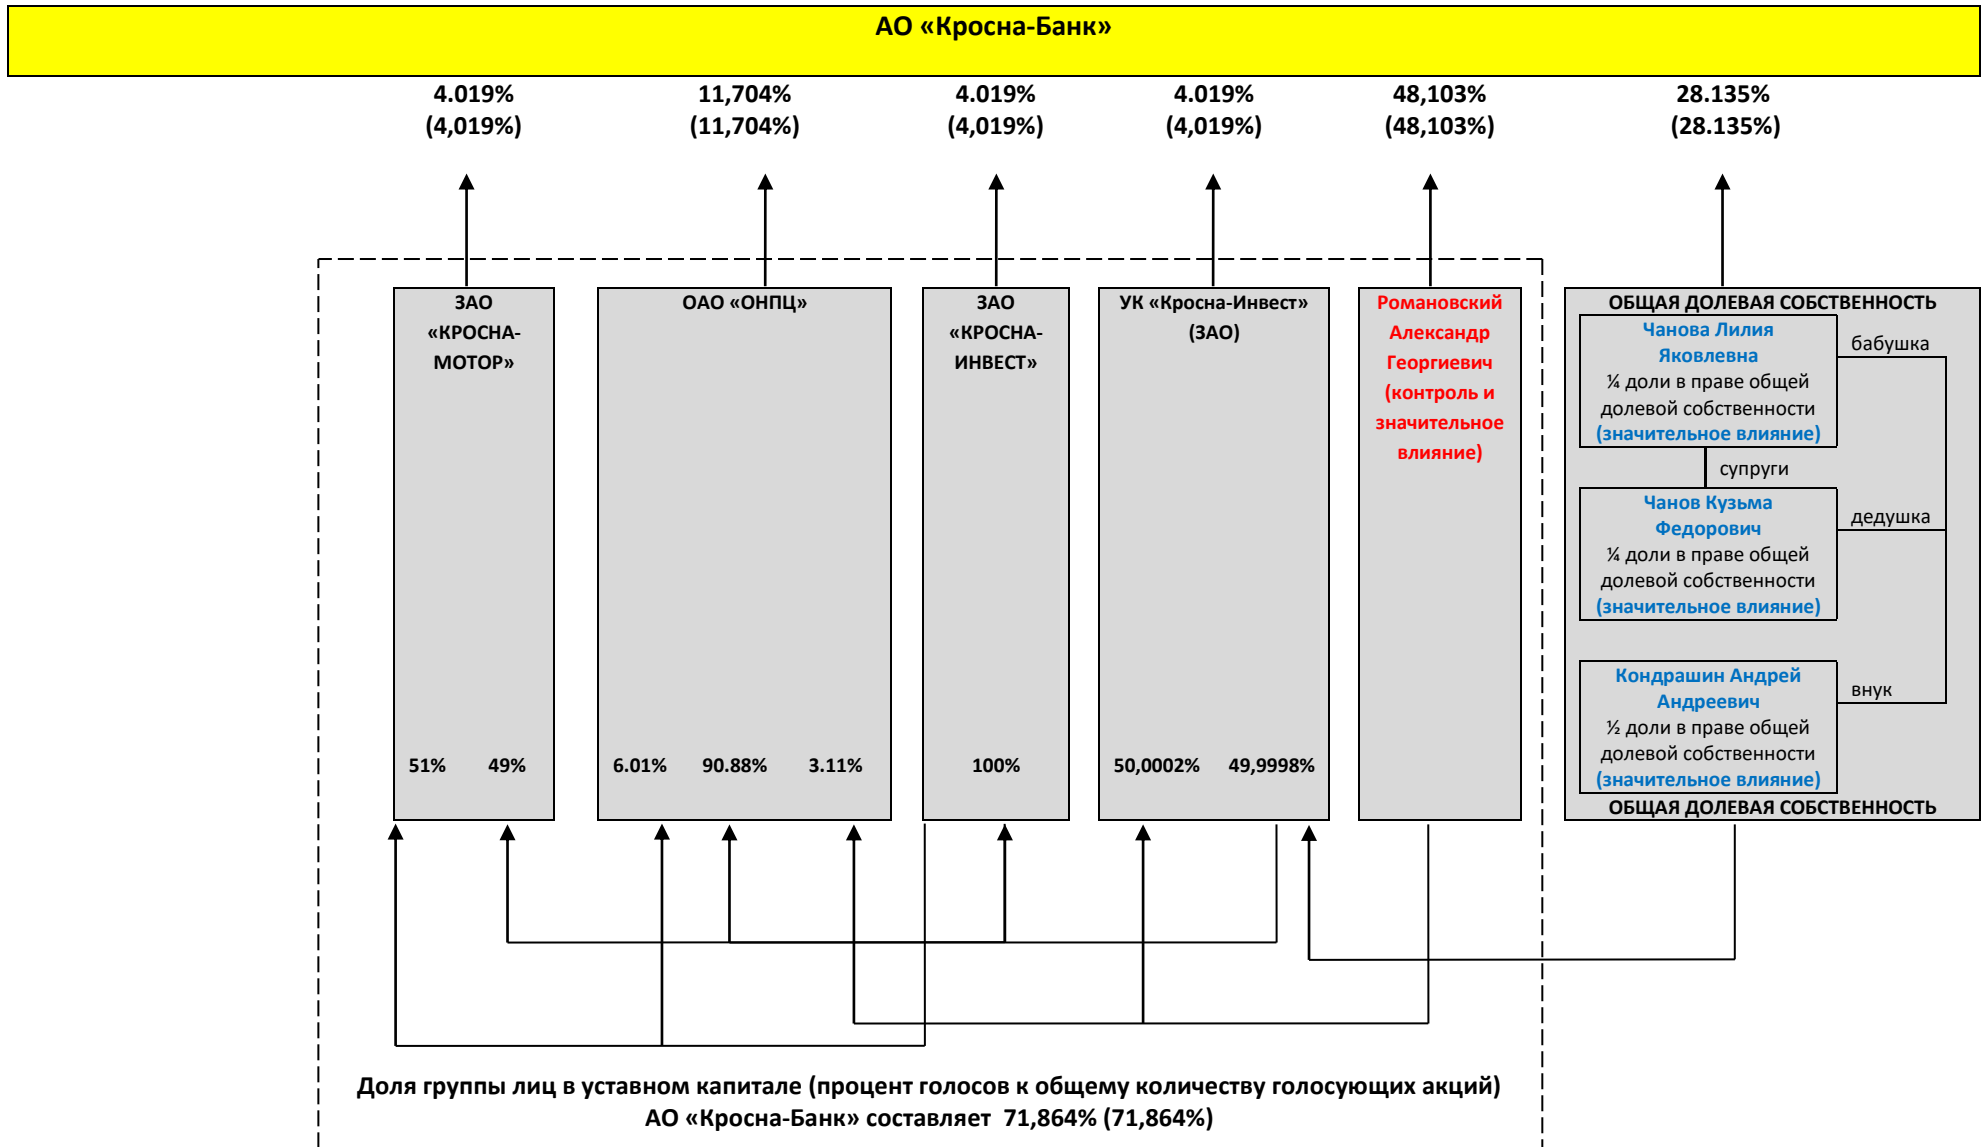 АО «Кросна-Банк»
4.019%
(4,019%)
11,704%
(11,704%)
4.019%
(4,019%)
4.019%
(4,019%)
48,103%
(48,103%)
28.135%
(28.135%)
ЗАО
«КРОСНА-
МОТОР»
51% 49%
ОАО «ОНПЦ»
6.01% 90.88% 3.11%
ЗАО
«КРОСНА-
ИНВЕСТ»
100%
УК «Кросна-Инвест»
(ЗАО)
50,0002% 49,9998%
Романовский
Александр
Георгиевич
(контроль и
значительное
влияние)
ОБЩАЯ ДОЛЕВАЯ СОБСТВЕННОСТЬ
Чанова Лилия
Яковлевна
¼ доли в праве общей
долевой собственности
(значительное влияние)
бабушка
супруги
Чанов Кузьма
Федорович
¼ доли в праве общей
долевой собственности
(значительное влияние)
дедушка
Кондрашин Андрей
Андреевич
½ доли в праве общей
долевой собственности
(значительное влияние)
внук
ОБЩАЯ ДОЛЕВАЯ СОБСТВЕННОСТЬ
Доля группы лиц в уставном капитале (процент голосов к общему количеству голосующих акций)
АО «Кросна-Банк» составляет 71,864% (71,864%)